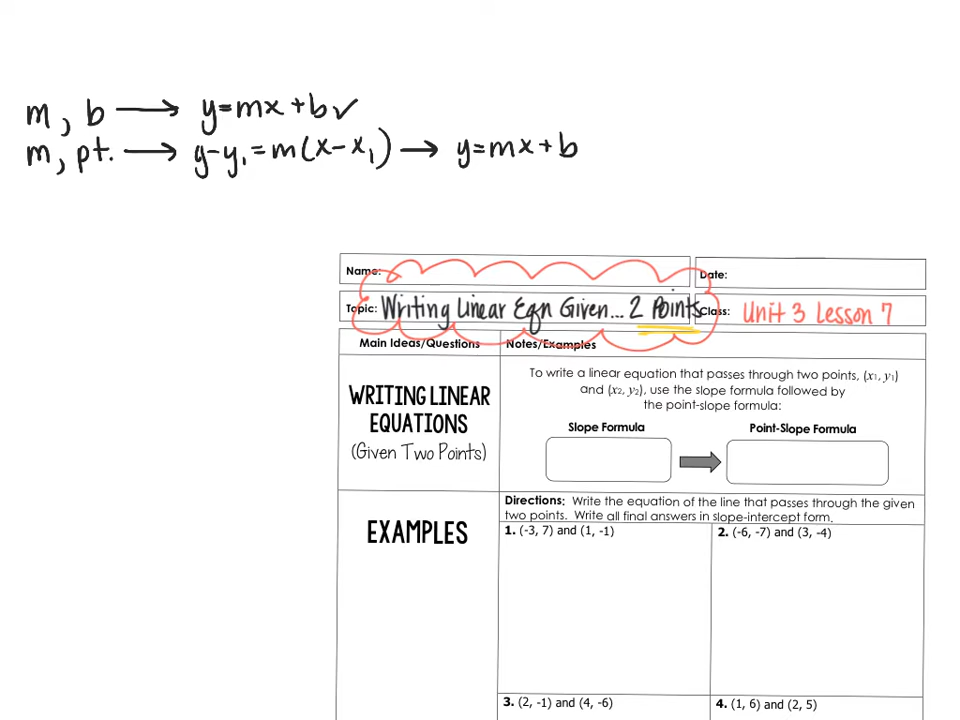 m, b → y=mx+b✓
m, pt. → y-y₁=m(x-x₁) → y=mx+b
Name: Date:
Topic: Writing Linear Eqn Given... 2 Points Class: Unit 3 Lesson 7
Main Ideas/Questions Notes/Examples
WRITING LINEAR
EQUATIONS
(Given Two Points)
To write a linear equation that passes through two points, (x₁, y₁)
and (x₂, y₂), use the slope formula followed by
the point-slope formula:
Slope Formula Point-Slope Formula
EXAMPLES
Directions: Write the equation of the line that passes through the given
two points. Write all final answers in slope-intercept form.
1. (-3, 7) and (1, -1) 2. (-6, -7) and (3, -4)
3. (2, -1) and (4, -6) 4. (1, 6) and (2, 5)